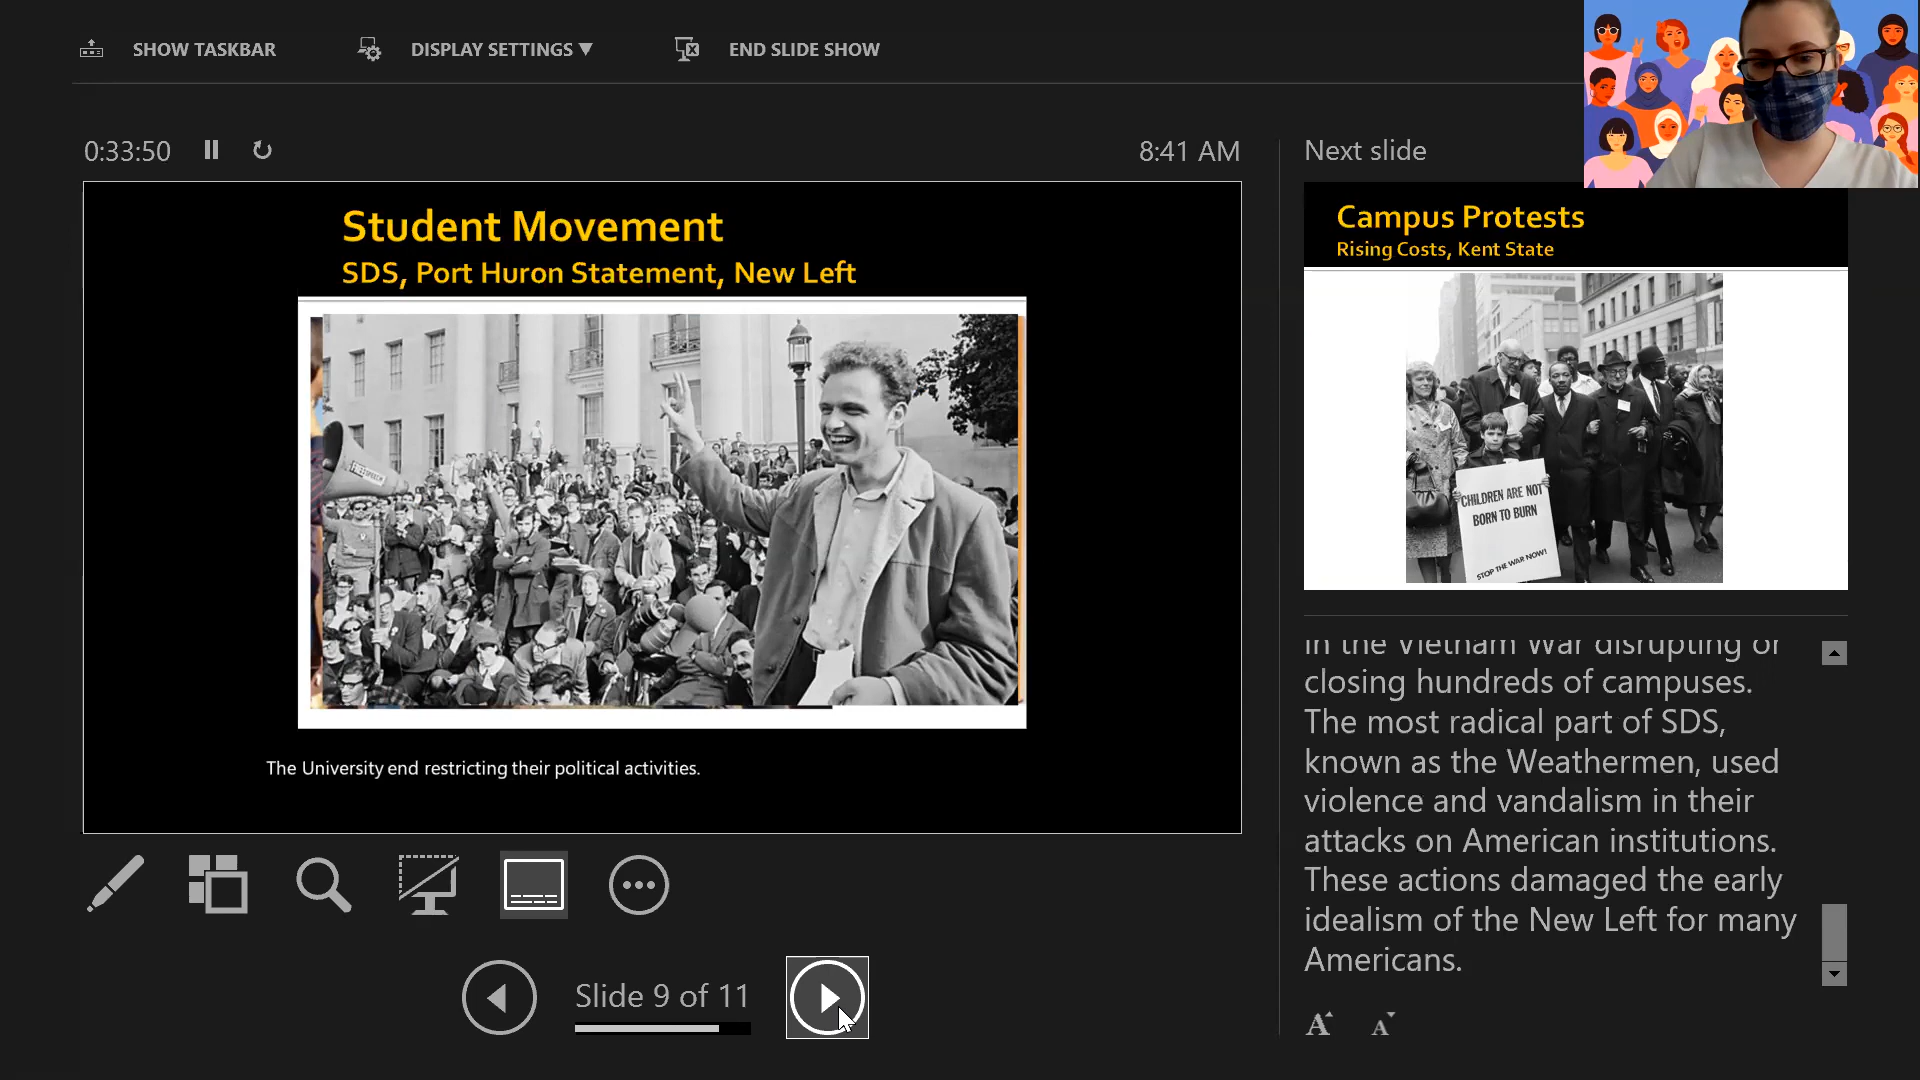 SHOW TASKBAR
DISPLAY SETTINGS ▼
END SLIDE SHOW
0:33:50
8:41 AM
Next slide
Student Movement
SDS, Port Huron Statement, New Left
FREE SPEECH
The University end restricting their political activities.
Campus Protests
Rising Costs, Kent State
CHILDREN ARE NOT
BORN TO BURN
STOP THE WAR NOW!
in the Vietnam War disrupting or
closing hundreds of campuses.
The most radical part of SDS,
known as the Weathermen, used
violence and vandalism in their
attacks on American institutions.
These actions damaged the early
idealism of the New Left for many
Americans.
Slide 9 of 11
A A